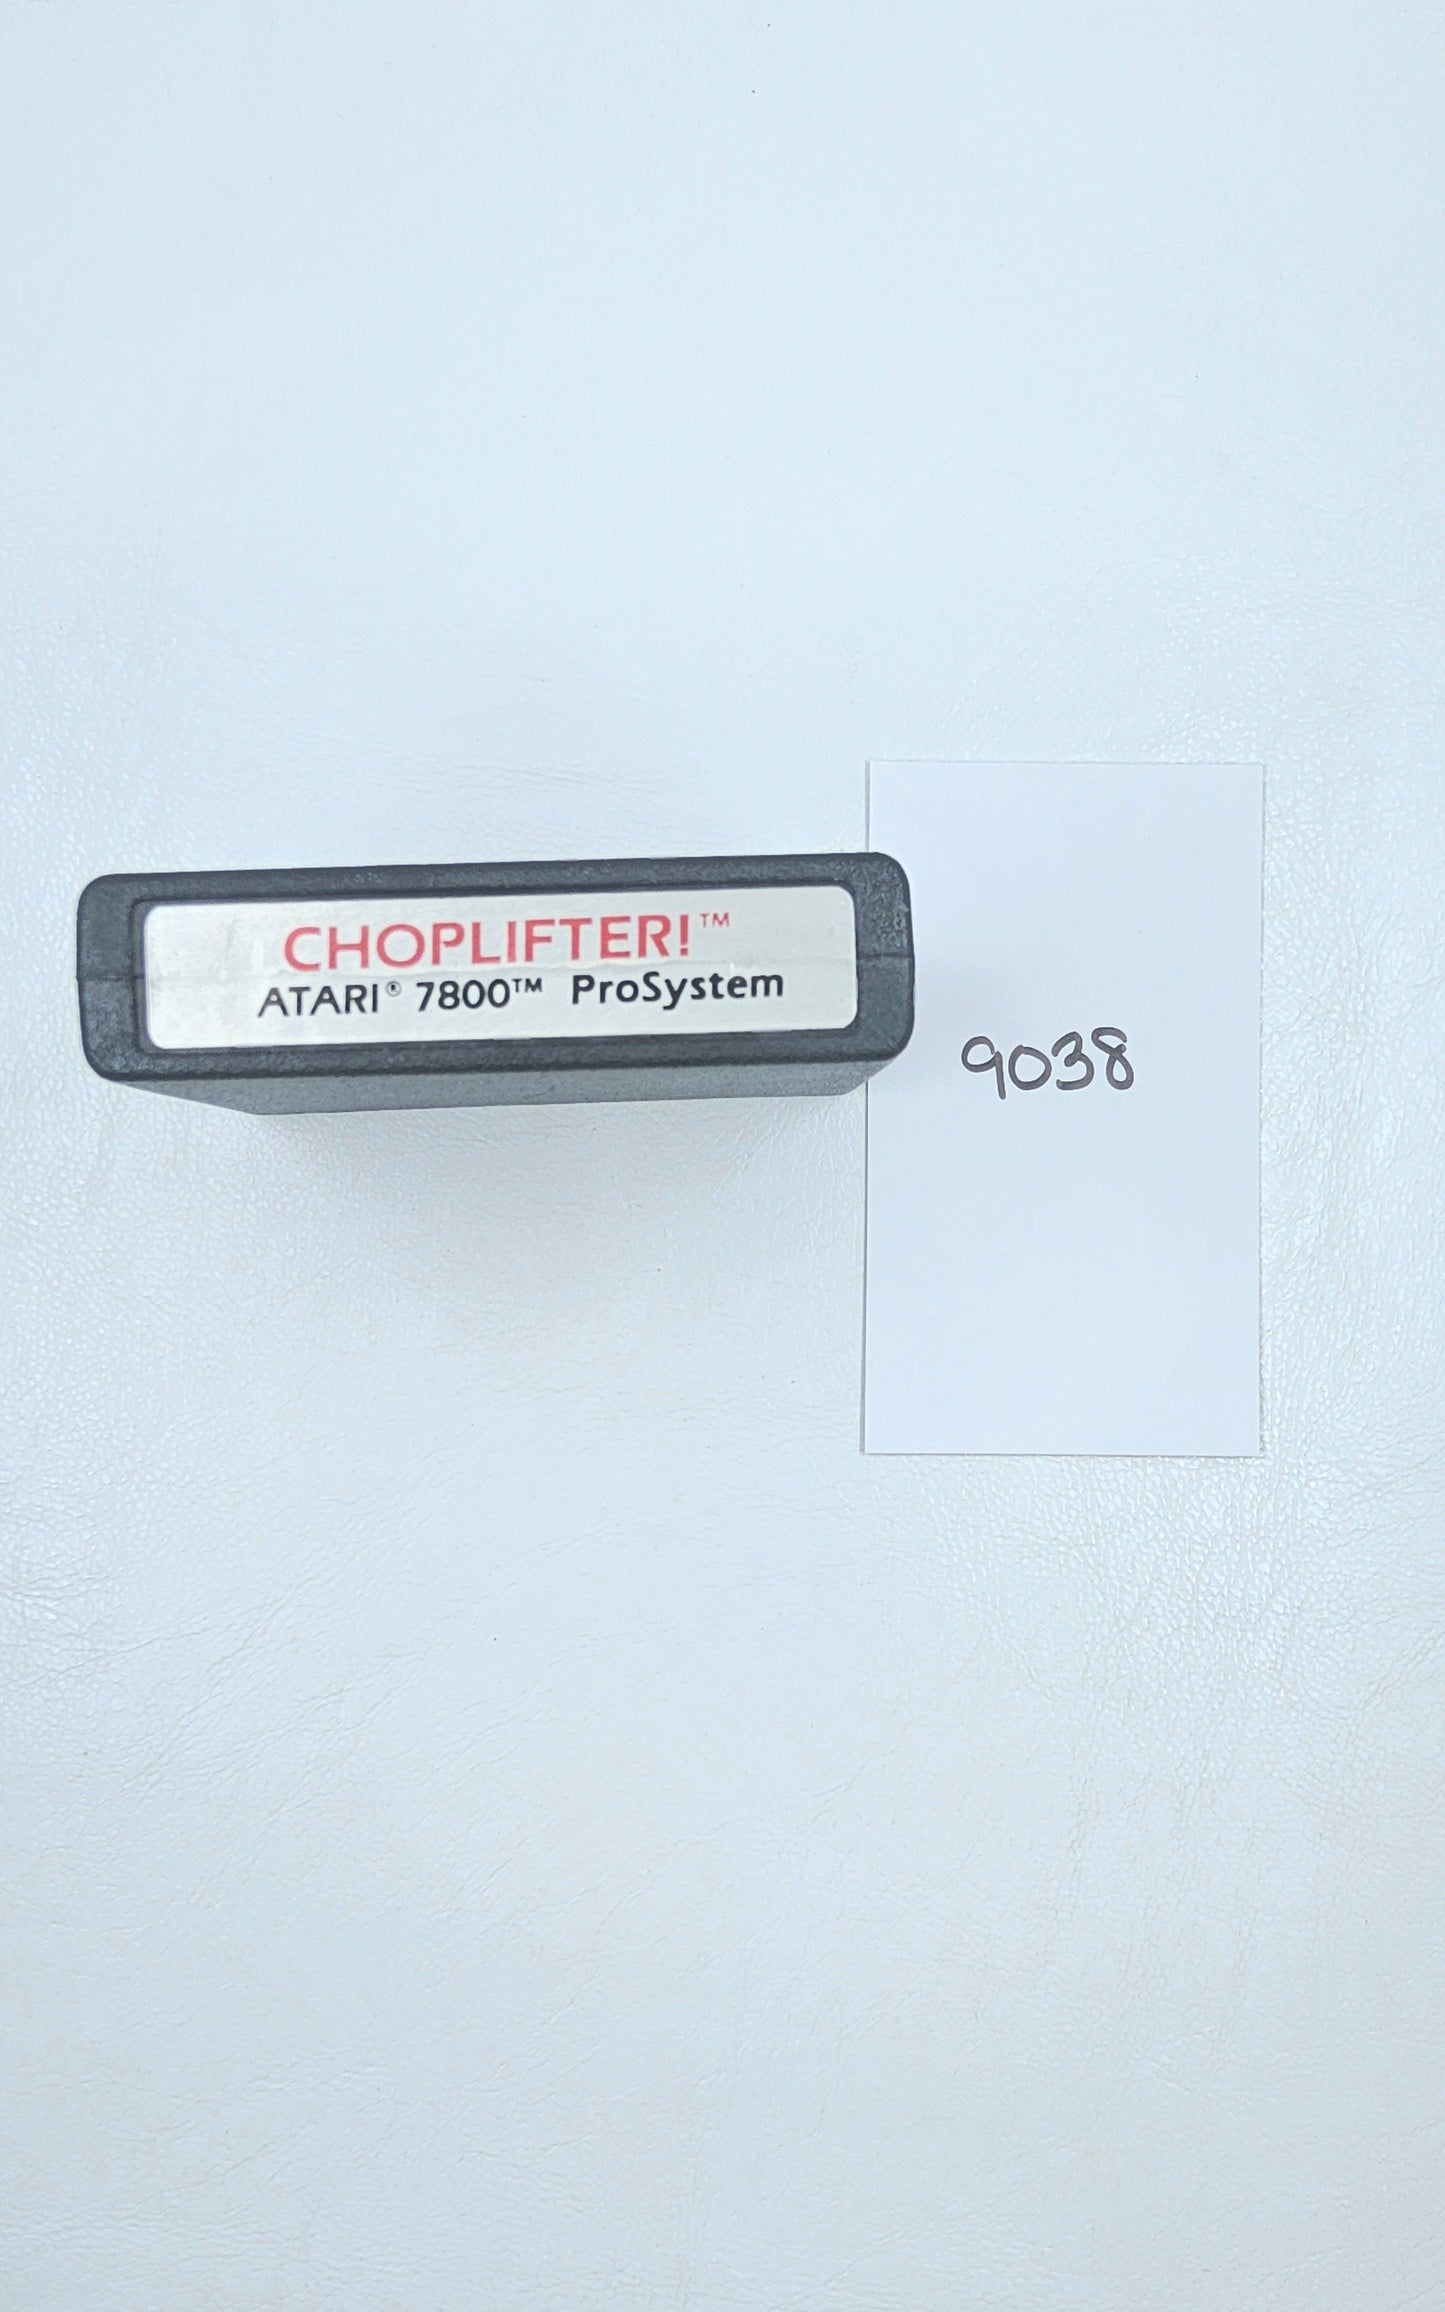 CHOPLIFTER!™
ATARI® 7800™ ProSystem
9038